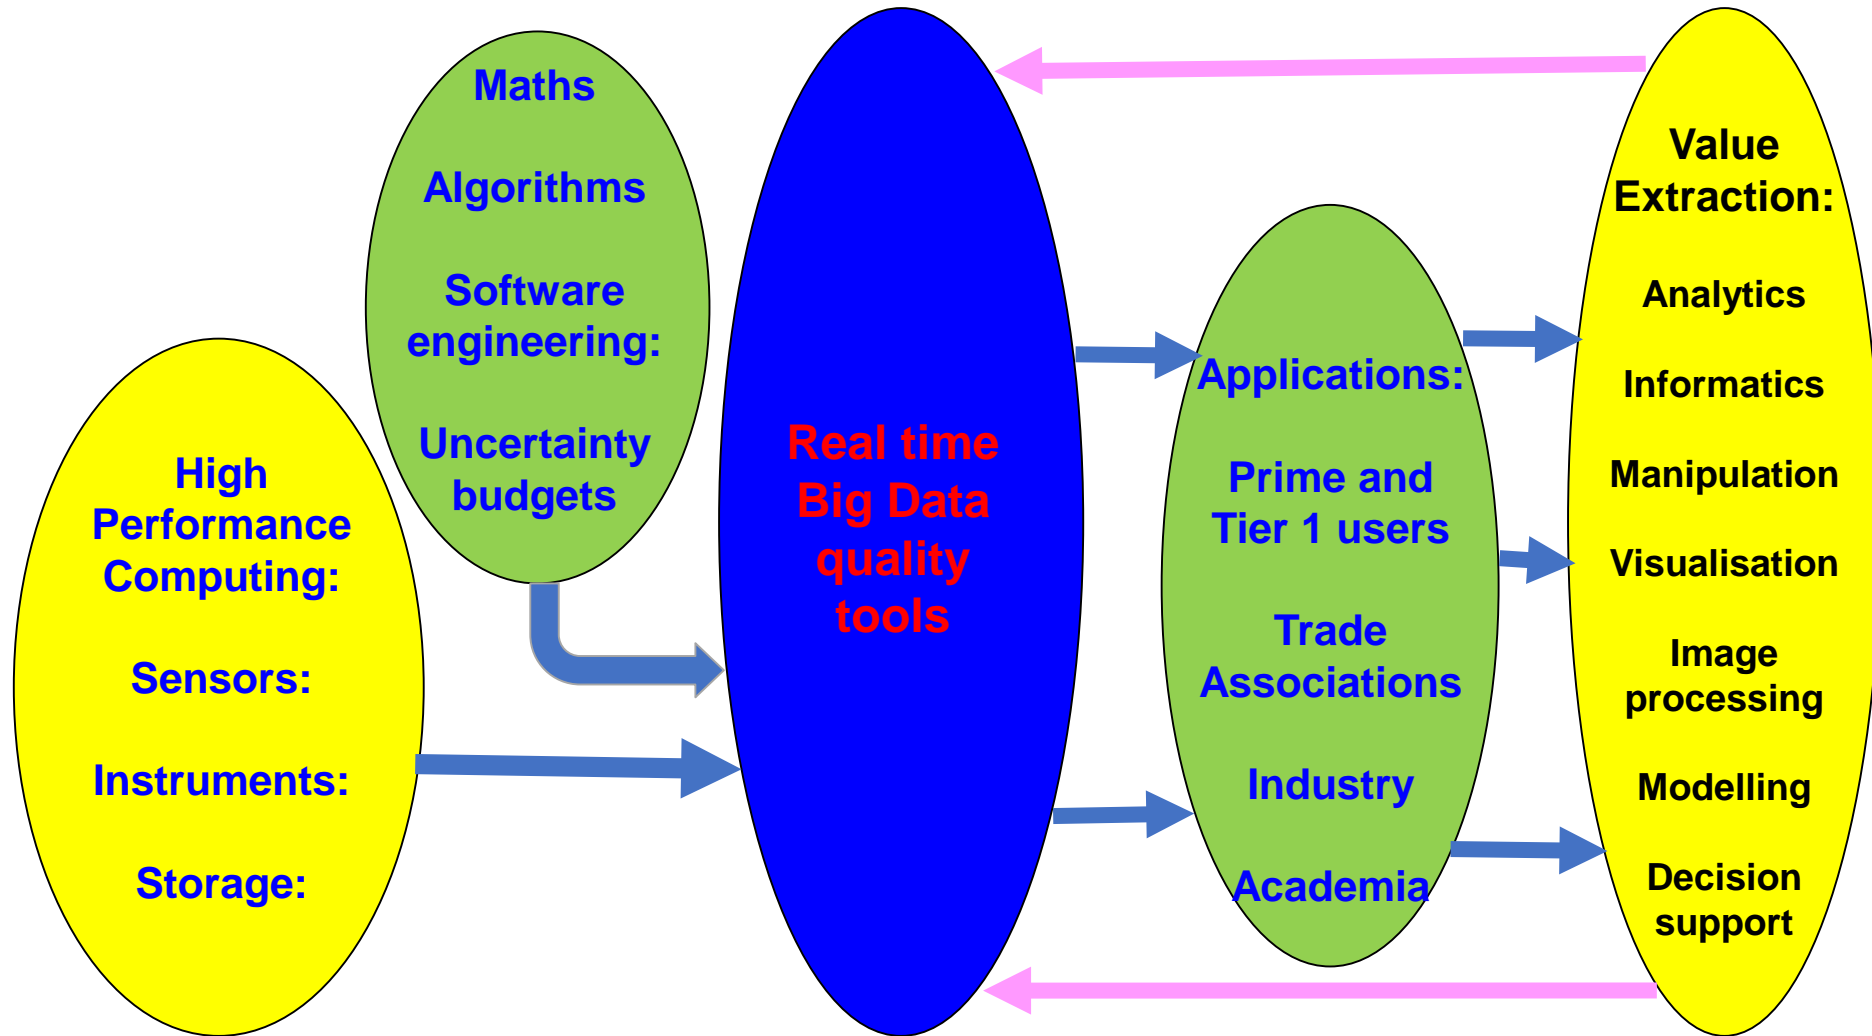 High
Performance
Computing:
Sensors:
Instruments:
Storage:
Maths
Algorithms
Software
engineering:
Uncertainty
budgets
Real time
Big Data
quality
tools
Applications:
Prime and
Tier 1 users
Trade
Associations
Industry
Academia
Value
Extraction:
Analytics
Informatics
Manipulation
Visualisation
Image
processing
Modelling
Decision
support